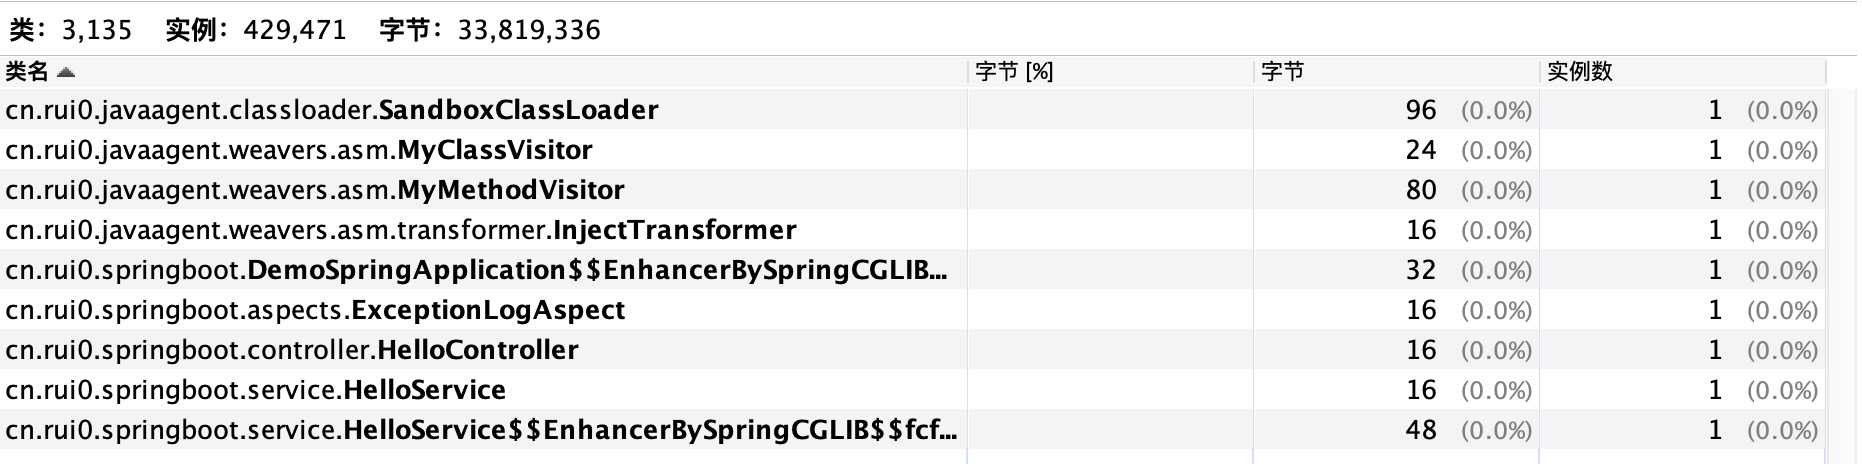 类： 3,135 实例： 429,471 字节： 33,819,336
类名 字节 [%] 字节 实例数
cn.rui0.javaagent.classloader.SandboxClassLoader 96 (0.0%) 1 (0.0%)
cn.rui0.javaagent.weavers.asm.MyClassVisitor 24 (0.0%) 1 (0.0%)
cn.rui0.javaagent.weavers.asm.MyMethodVisitor 80 (0.0%) 1 (0.0%)
cn.rui0.javaagent.weavers.asm.transformer.InjectTransformer 16 (0.0%) 1 (0.0%)
cn.rui0.springboot.DemoSpringApplication$$EnhancerBySpringCGLIB... 32 (0.0%) 1 (0.0%)
cn.rui0.springboot.aspects.ExceptionLogAspect 16 (0.0%) 1 (0.0%)
cn.rui0.springboot.controller.HelloController 16 (0.0%) 1 (0.0%)
cn.rui0.springboot.service.HelloService 16 (0.0%) 1 (0.0%)
cn.rui0.springboot.service.HelloService$$EnhancerBySpringCGLIB$$fcf... 48 (0.0%) 1 (0.0%)